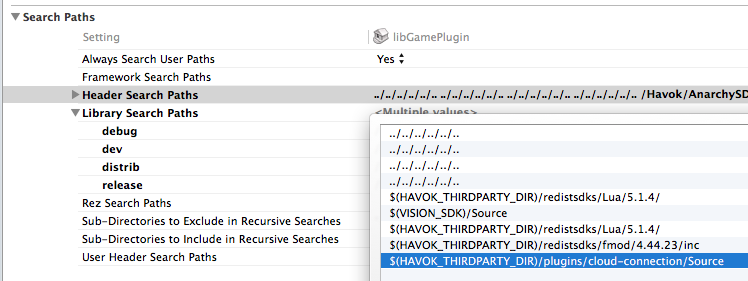 Search Paths
Setting libGamePlugin
Always Search User Paths Yes
Framework Search Paths
Header Search Paths ../../../../../.. ../../../../../.. ../../../../../.. ../../../../../.. /Havok/AnarchySD
Library Search Paths <Multiple values>
debug
dev
distrib
release
Rez Search Paths
Sub-Directories to Exclude in Recursive Searches
Sub-Directories to Include in Recursive Searches
User Header Search Paths
../../../../../..
../../../../../..
../../../../../..
../../../../../..
$(HAVOK_THIRDPARTY_DIR)/redistsdks/Lua/5.1.4/
$(VISION_SDK)/Source
$(HAVOK_THIRDPARTY_DIR)/redistsdks/Lua/5.1.4/
$(HAVOK_THIRDPARTY_DIR)/redistsdks/fmod/4.44.23/inc
$(HAVOK_THIRDPARTY_DIR)/plugins/cloud-connection/Source